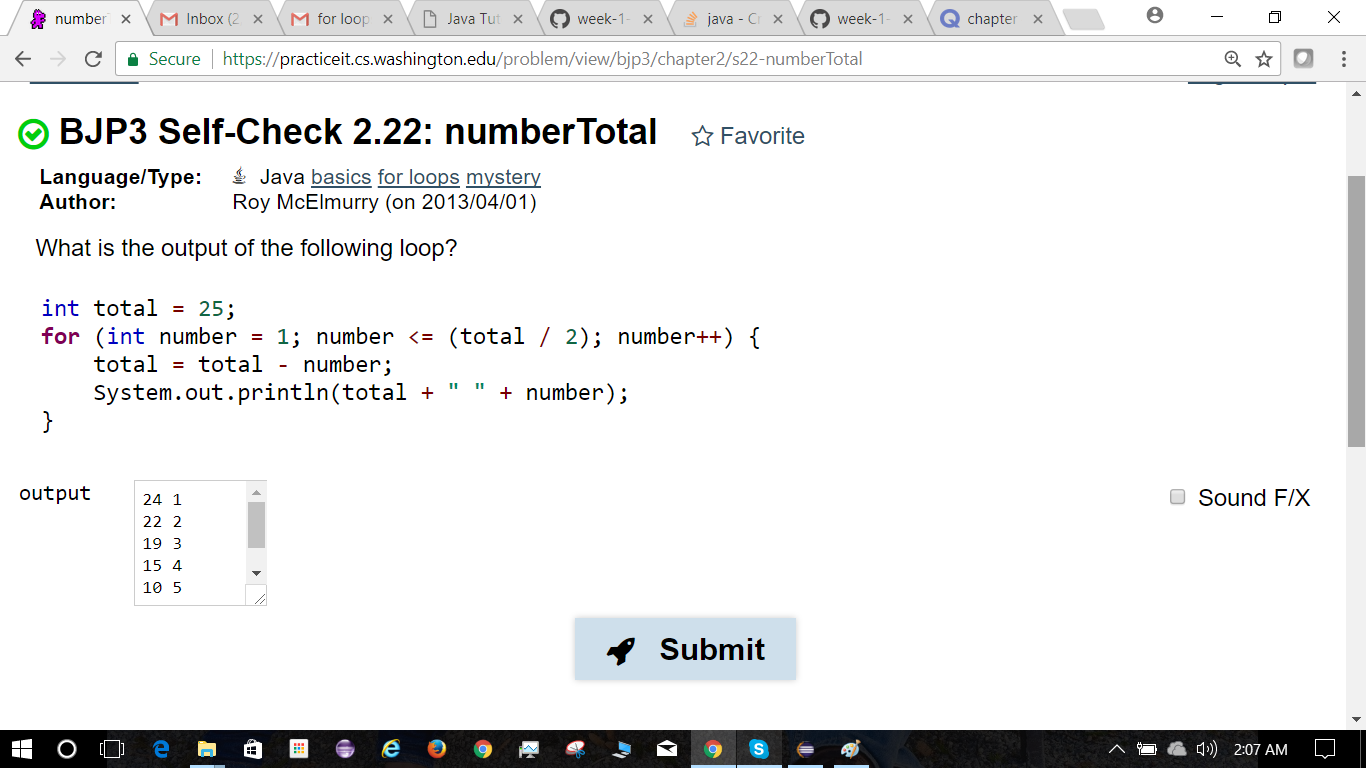 number
Inbox (2
for loop
Java Tut
week-1-
java - Cr
week-1-
chapter
Secure
https://practiceit.cs.washington.edu/problem/view/bjp3/chapter2/s22-numberTotal
BJP3 Self-Check 2.22: numberTotal
Favorite
Language/Type: Java basics for loops mystery
Author: Roy McElmurry (on 2013/04/01)
What is the output of the following loop?
int total = 25;
for (int number = 1; number <= (total / 2); number++) {
total = total - number;
System.out.println(total + " " + number);
}
output
24 1
22 2
19 3
15 4
10 5
Sound F/X
Submit
2:07 AM